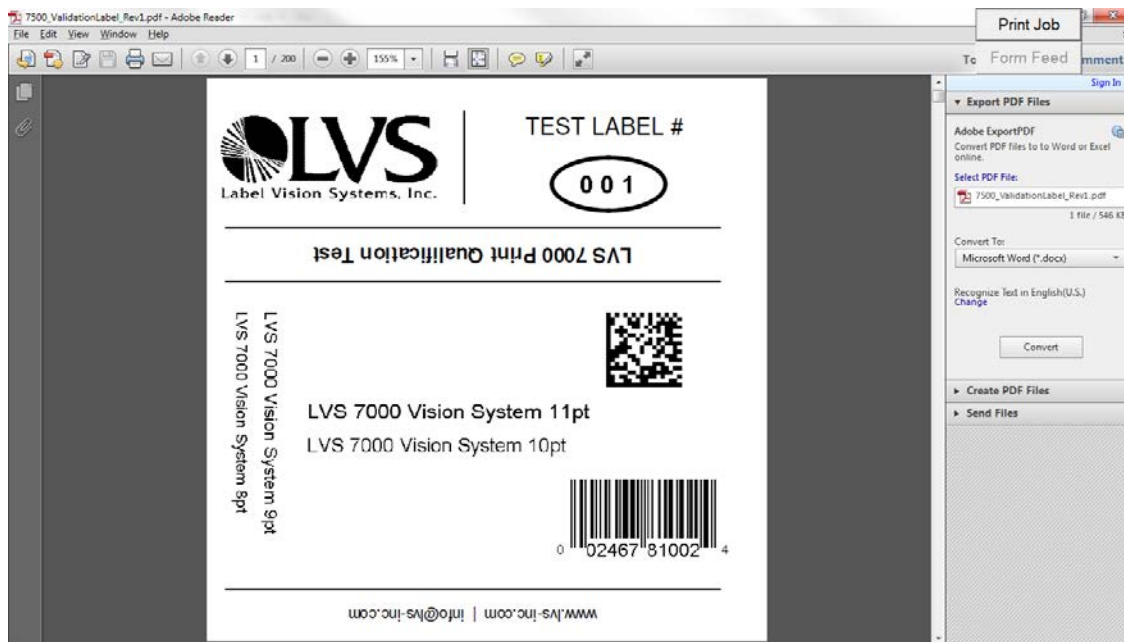 7500_ValidationLabel_Rev1.pdf - Adobe Reader
Print Job
File Edit View Window Help
Form Feed
1 / 200
155%
mment
Sign In
Export PDF Files
Adobe ExportPDF
Convert PDF files to to Word or Excel
online.
Select PDF File:
7500_ValidationLabel_Rev1.pdf
1 file / 546 KB
Convert To:
Microsoft Word (*.docx)
Recognize Text in English(U.S.)
Change
Convert
Create PDF Files
Send Files
LVS
Label Vision Systems, Inc.
TEST LABEL #
001
LVS 7000 Print Qualification Test
LVS 7000 Vision System 9pt
LVS 7000 Vision System 8pt
LVS 7000 Vision System 11pt
LVS 7000 Vision System 10pt
0 02467 81002 4
www.lvs-inc.com | info@lvs-inc.com